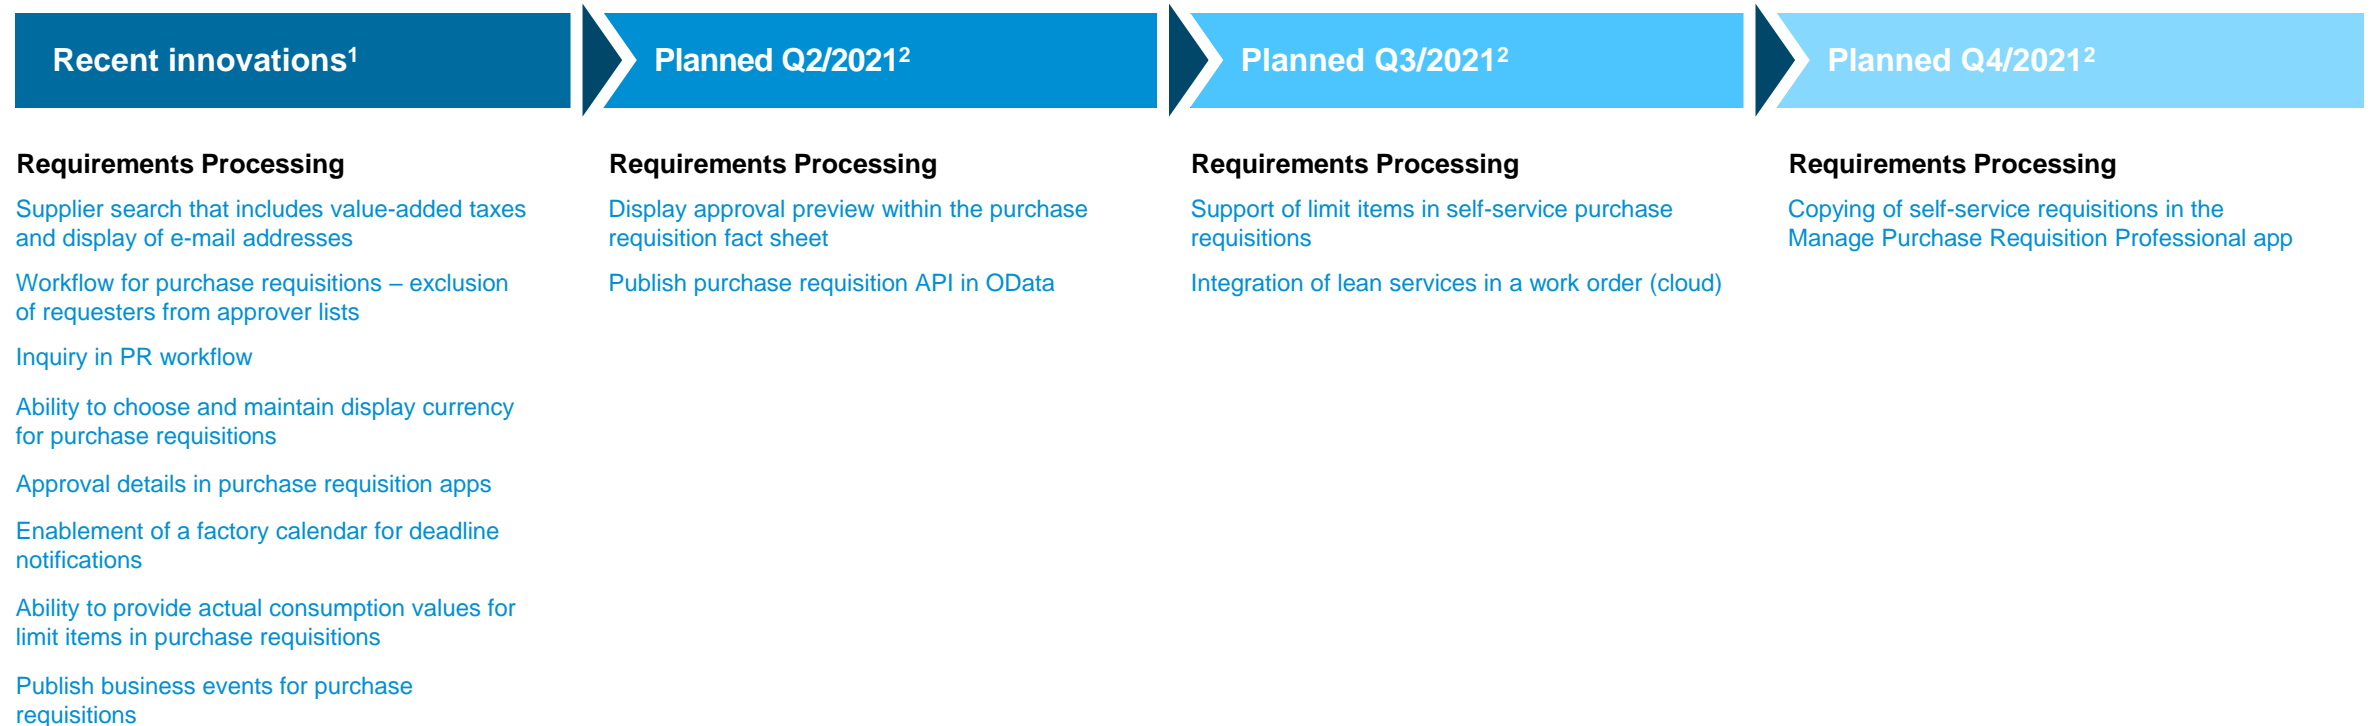 Recent innovations¹
Planned Q2/2021²
Planned Q3/2021²
Planned Q4/2021²
Requirements Processing
Supplier search that includes value-added taxes
and display of e-mail addresses
Workflow for purchase requisitions – exclusion
of requesters from approver lists
Inquiry in PR workflow
Ability to choose and maintain display currency
for purchase requisitions
Approval details in purchase requisition apps
Enablement of a factory calendar for deadline
notifications
Ability to provide actual consumption values for
limit items in purchase requisitions
Publish business events for purchase
requisitions
Requirements Processing
Display approval preview within the purchase
requisition fact sheet
Publish purchase requisition API in OData
Requirements Processing
Support of limit items in self-service purchase
requisitions
Integration of lean services in a work order (cloud)
Requirements Processing
Copying of self-service requisitions in the
Manage Purchase Requisition Professional app